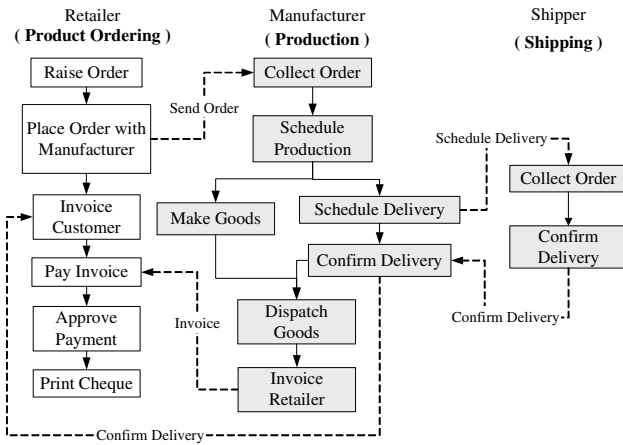 Retailer
( Product Ordering )
Manufacturer
( Production )
Shipper
( Shipping )
Raise Order
Place Order with
Manufacturer
Invoice
Customer
Pay Invoice
Approve
Payment
Print Cheque
Send Order
Collect Order
Schedule
Production
Make Goods
Schedule Delivery
Confirm Delivery
Dispatch
Goods
Invoice
Retailer
Invoice
Schedule Delivery
Collect Order
Confirm
Delivery
Confirm Delivery
Confirm Delivery